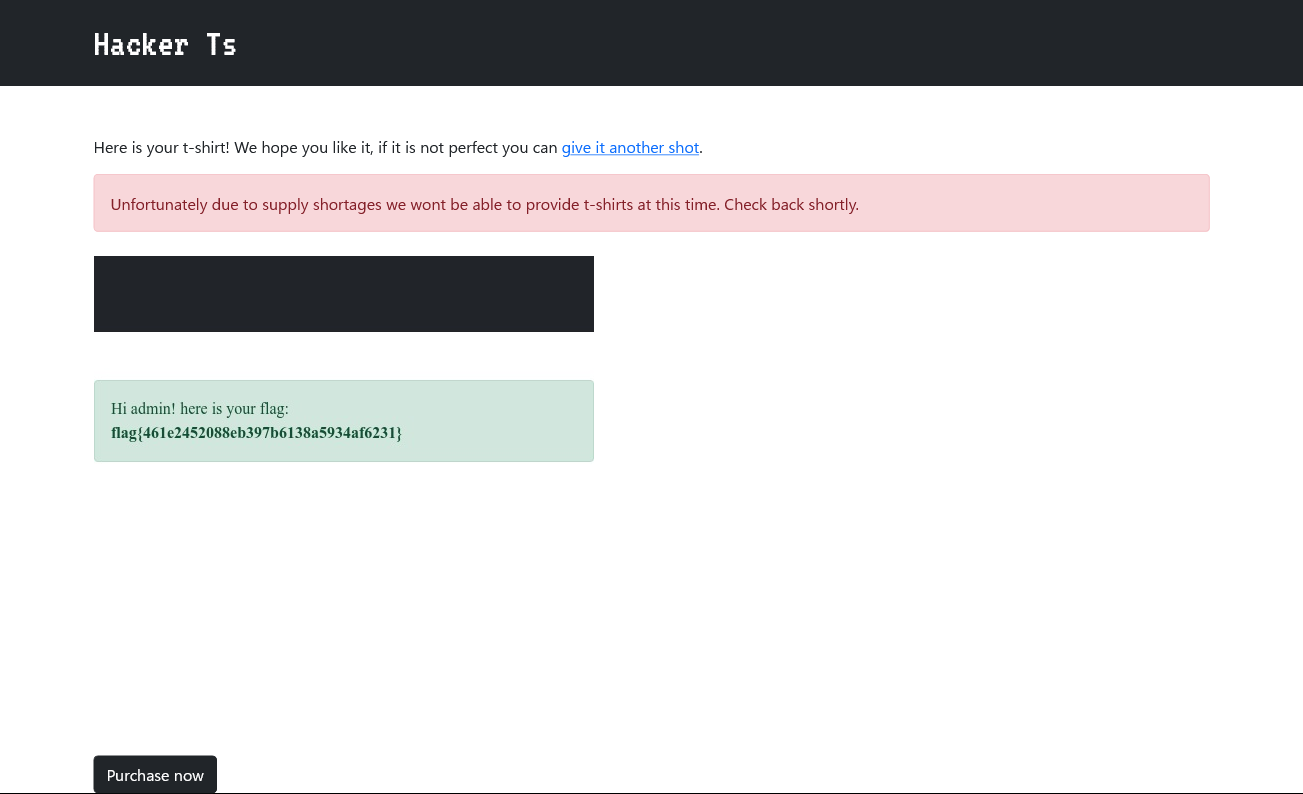 Hacker Ts
Here is your t-shirt! We hope you like it, if it is not perfect you can give it another shot.
Unfortunately due to supply shortages we wont be able to provide t-shirts at this time. Check back shortly.
Hi admin! here is your flag:
flag{461e2452088eb397b6138a5934af6231}
Purchase now